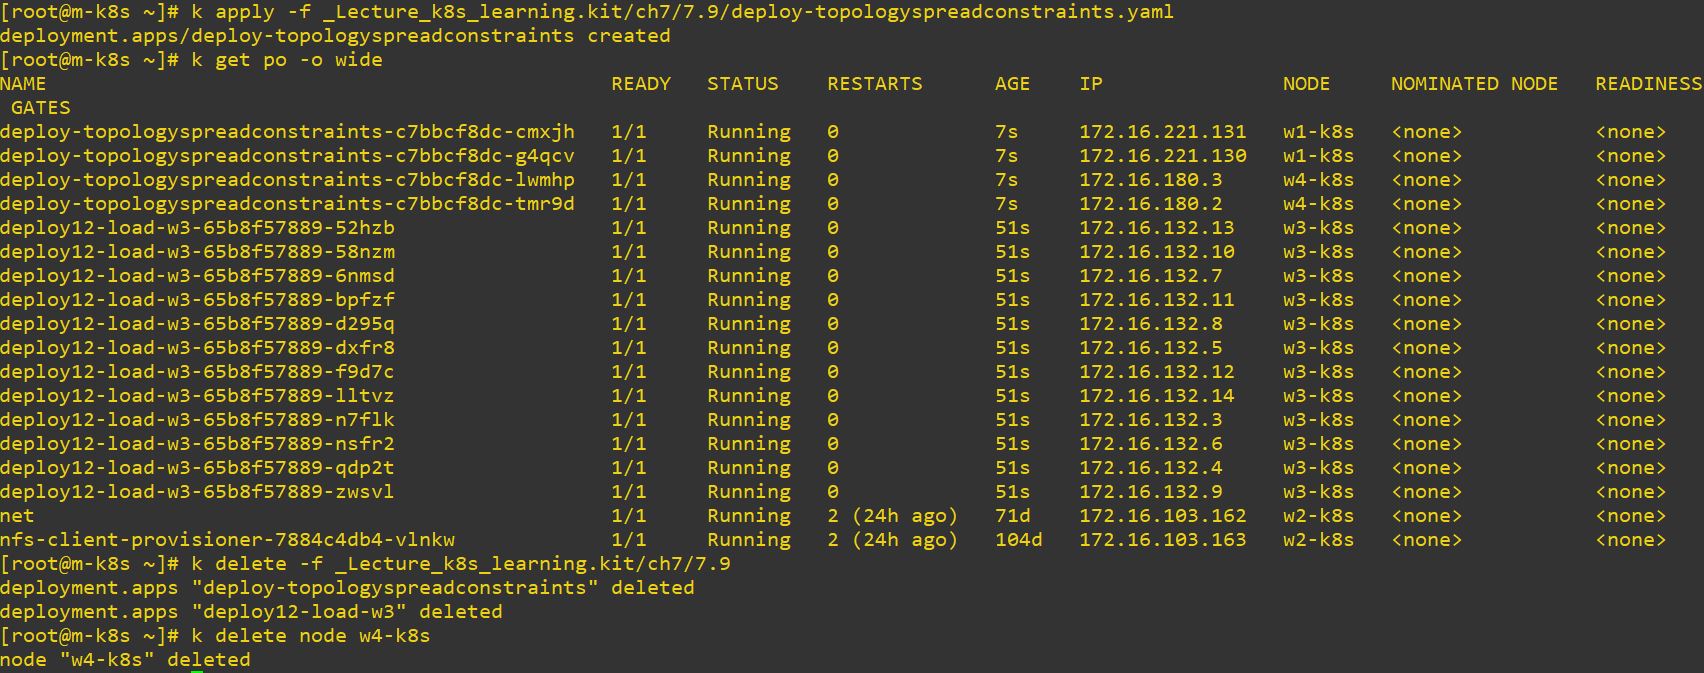 [root@m-k8s ~]# k apply -f _Lecture_k8s_learning.kit/ch7/7.9/deploy-topologyspreadconstraints.yaml
deployment.apps/deploy-topologyspreadconstraints created
[root@m-k8s ~]# k get po -o wide
NAME                                               READY   STATUS    RESTARTS      AGE    IP               NODE     NOMINATED NODE   READINESS
 GATES
deploy-topologyspreadconstraints-c7bbcf8dc-cmxjh   1/1     Running   0             7s     172.16.221.131   w1-k8s   <none>           <none>
deploy-topologyspreadconstraints-c7bbcf8dc-g4qcv   1/1     Running   0             7s     172.16.221.130   w1-k8s   <none>           <none>
deploy-topologyspreadconstraints-c7bbcf8dc-lwmhp   1/1     Running   0             7s     172.16.180.3     w4-k8s   <none>           <none>
deploy-topologyspreadconstraints-c7bbcf8dc-tmr9d   1/1     Running   0             7s     172.16.180.2     w4-k8s   <none>           <none>
deploy12-load-w3-65b8f57889-52hzb                  1/1     Running   0             51s    172.16.132.13    w3-k8s   <none>           <none>
deploy12-load-w3-65b8f57889-58nzm                  1/1     Running   0             51s    172.16.132.10    w3-k8s   <none>           <none>
deploy12-load-w3-65b8f57889-6nmsd                  1/1     Running   0             51s    172.16.132.7     w3-k8s   <none>           <none>
deploy12-load-w3-65b8f57889-bpfzf                  1/1     Running   0             51s    172.16.132.11    w3-k8s   <none>           <none>
deploy12-load-w3-65b8f57889-d295q                  1/1     Running   0             51s    172.16.132.8     w3-k8s   <none>           <none>
deploy12-load-w3-65b8f57889-dxfr8                  1/1     Running   0             51s    172.16.132.5     w3-k8s   <none>           <none>
deploy12-load-w3-65b8f57889-f9d7c                  1/1     Running   0             51s    172.16.132.12    w3-k8s   <none>           <none>
deploy12-load-w3-65b8f57889-lltvz                  1/1     Running   0             51s    172.16.132.14    w3-k8s   <none>           <none>
deploy12-load-w3-65b8f57889-n7flk                  1/1     Running   0             51s    172.16.132.3     w3-k8s   <none>           <none>
deploy12-load-w3-65b8f57889-nsfr2                  1/1     Running   0             51s    172.16.132.6     w3-k8s   <none>           <none>
deploy12-load-w3-65b8f57889-qdp2t                  1/1     Running   0             51s    172.16.132.4     w3-k8s   <none>           <none>
deploy12-load-w3-65b8f57889-zwsvl                  1/1     Running   0             51s    172.16.132.9     w3-k8s   <none>           <none>
net                                                1/1     Running   2 (24h ago)   71d    172.16.103.162   w2-k8s   <none>           <none>
nfs-client-provisioner-7884c4db4-vlnkw             1/1     Running   2 (24h ago)   104d   172.16.103.163   w2-k8s   <none>           <none>
[root@m-k8s ~]# k delete -f _Lecture_k8s_learning.kit/ch7/7.9
deployment.apps "deploy-topologyspreadconstraints" deleted
deployment.apps "deploy12-load-w3" deleted
[root@m-k8s ~]# k delete node w4-k8s
node "w4-k8s" deleted